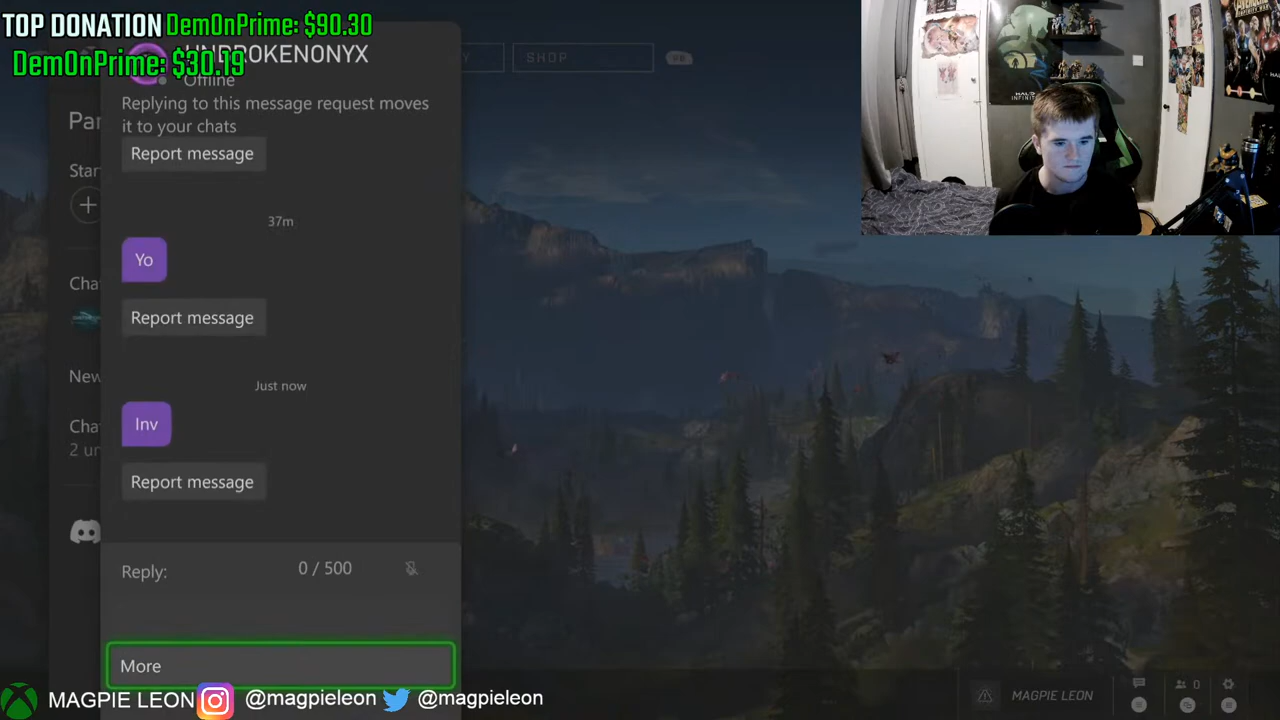 TOP DONATION DemOnPrime: $90.30
DemOnPrime: $30.19
UNBROKENONYX
Offline
SHOP
Replying to this message request moves
it to your chats
Report message
37m
Yo
Report message
Just now
Inv
Report message
Reply:
0 / 500
More
MAGPIE LEON @magpieleon @magpieleon
MAGPIE LEON
0